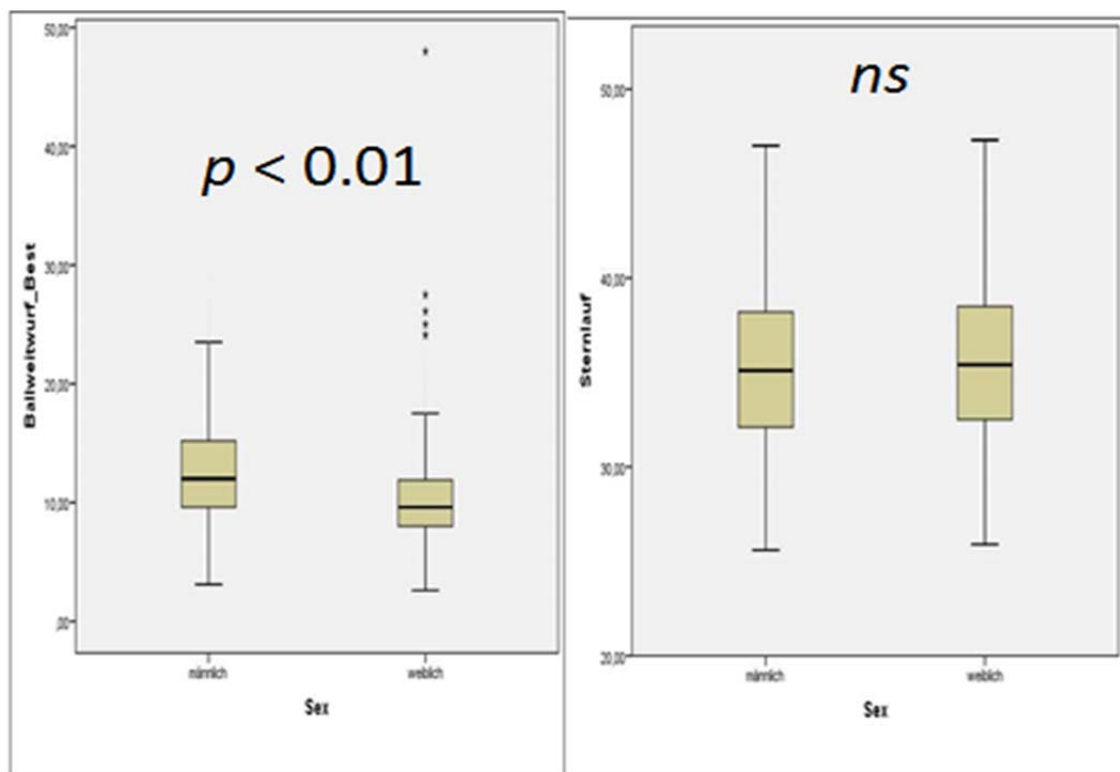 50,00
40,00
30,00
20,00
10,00
,00
Ballweitwurf_Best
p < 0.01
männlich
weiblich
Sex
50,00
40,00
30,00
20,00
Sternlauf
ns
männlich
weiblich
Sex